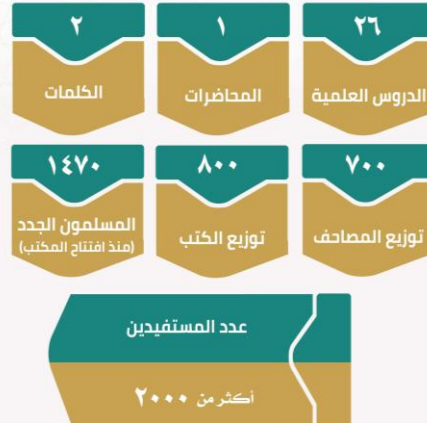 ٢٦
الدروس العلمية
١
المحاضرات
٢
الكلمات
٧٠٠
توزيع المصاحف
٨٠٠
توزيع الكتب
١٤٧٠
المسلمون الجدد
(منذ افتتاح المكتب)
عدد المستفيدين
أكثر من ٢٠٠٠